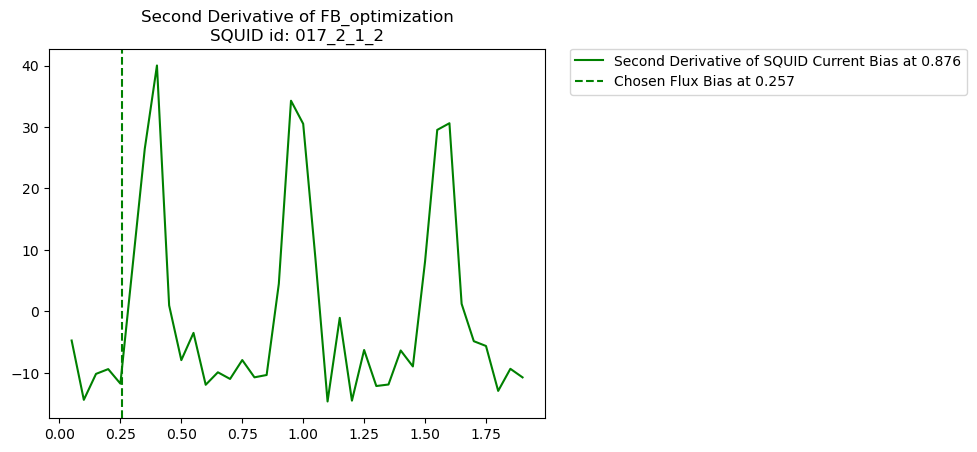 Second Derivative of FB_optimization
SQUID id: 017_2_1_2
Second Derivative of SQUID Current Bias at 0.876
Chosen Flux Bias at 0.257
40
30
20
10
0
−10
0.00 0.25 0.50 0.75 1.00 1.25 1.50 1.75